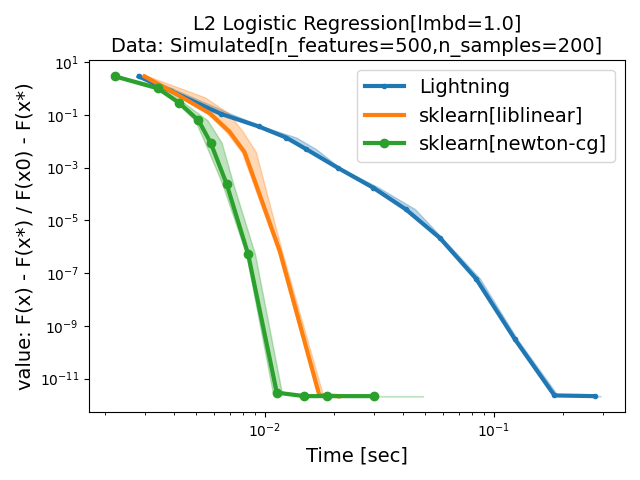 L2 Logistic Regression[lmbd=1.0]
Data: Simulated[n_features=500,n_samples=200]
value: F(x) - F(x*) / F(x0) - F(x*)
10^1
10^-1
10^-3
10^-5
10^-7
10^-9
10^-11
Lightning
sklearn[liblinear]
sklearn[newton-cg]
10^-2
10^-1
Time [sec]